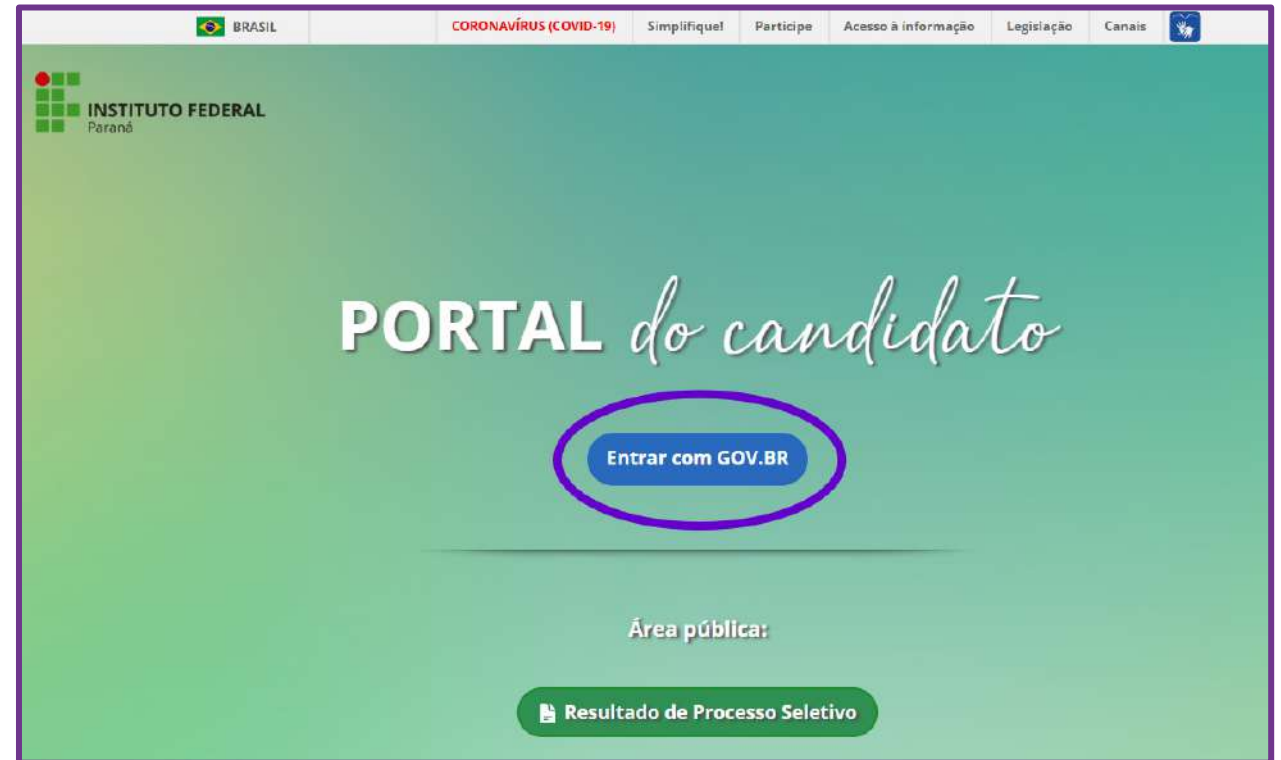 BRASIL
CORONAVÍRUS (COVID-19)
Simplifique!
Participe
Acesso à informação
Legislação
Canais
INSTITUTO FEDERAL
Paraná
PORTAL do candidato
Entrar com GOV.BR
Área pública:
Resultado de Processo Seletivo